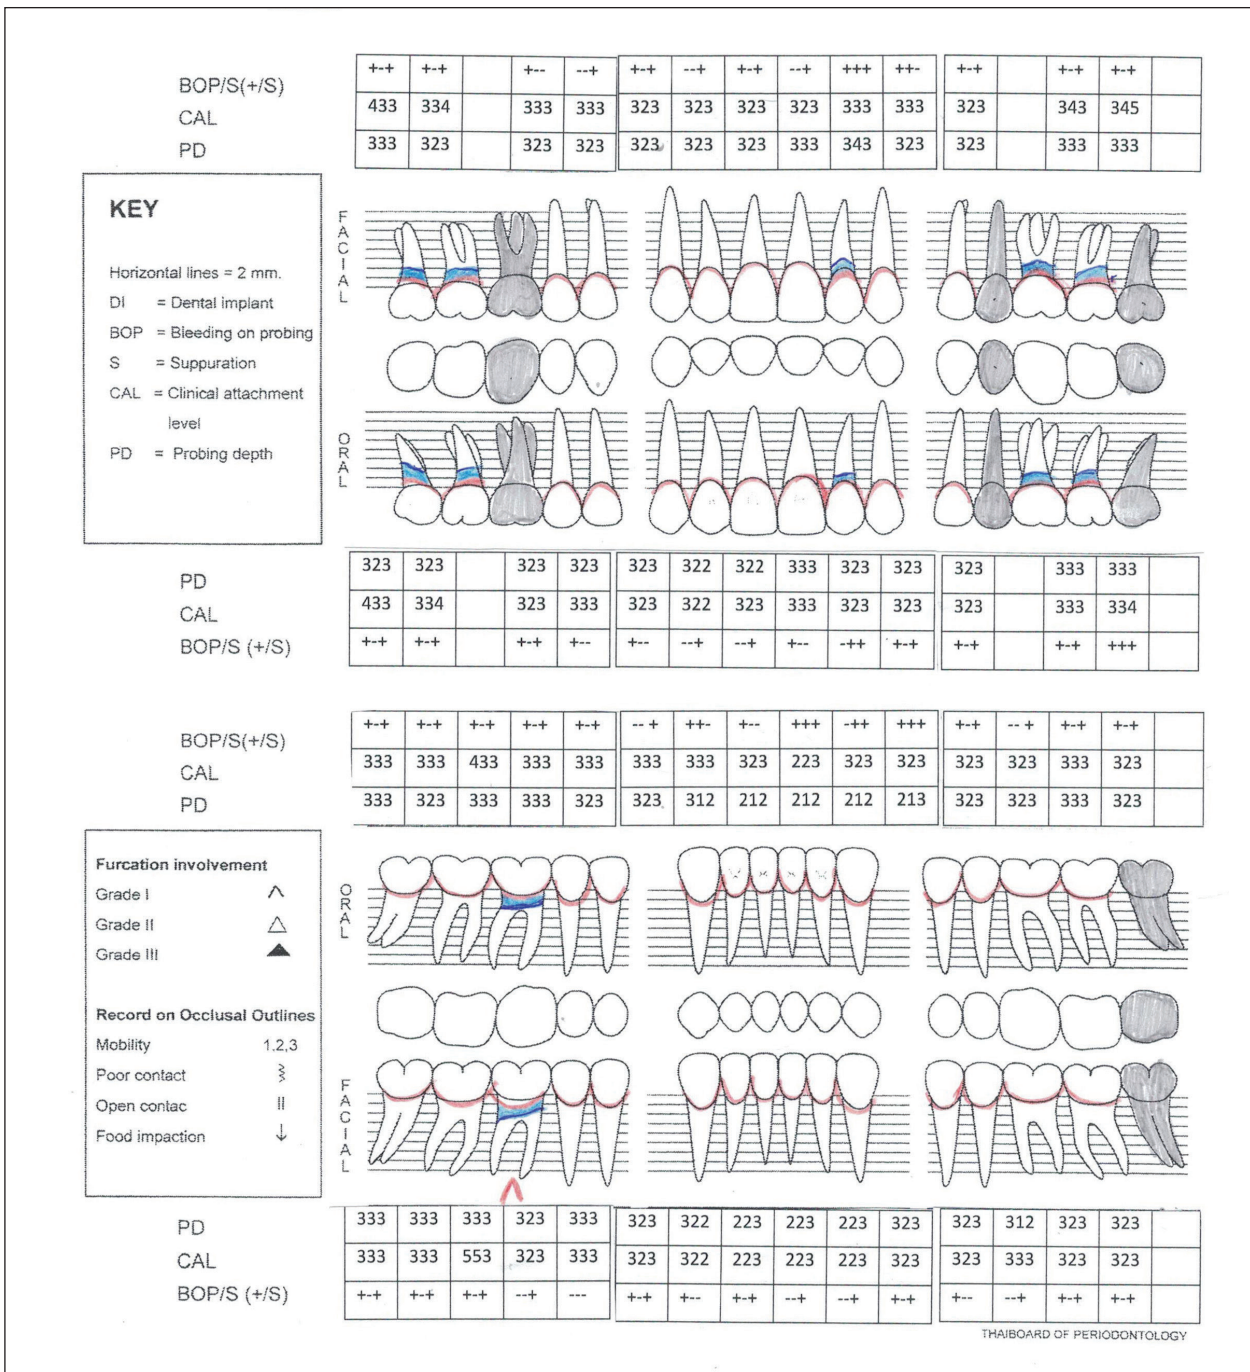 BOP/S(+/S) +-+ +-+ +-- --+ +-+ --+ +-+ --+ +++ ++- +-+ +-+ +-+
CAL 433 334 333 333 323 323 323 323 333 333 323 343 345
PD 333 323 323 323 323 323 323 333 343 323 323 333 333
KEY
Horizontal lines = 2 mm.
DI = Dental implant
BOP = Bleeding on probing
S = Suppuration
CAL = Clinical attachment
level
PD = Probing depth
FACIAL
ORAL
PD 323 323 323 323 323 322 322 333 323 323 323 333 333
CAL 433 334 323 333 323 322 323 333 323 323 323 333 334
BOP/S (+/S) +-+ +-+ +-+ +-- +-- --+ --+ +-- -++ +-+ +-+ +-+ +++
BOP/S(+/S) +-+ +-+ +-+ +-+ +-+ -- + ++- +-- +++ -++ +++ +-+ -- + +-+ +-+
CAL 333 333 433 333 333 333 333 323 223 323 323 323 323 333 323
PD 333 323 333 333 323 323 312 212 212 212 213 323 323 333 323
Furcation involvement
Grade I
Grade II
Grade III
Record on Occlusal Outlines
Mobility 1,2,3
Poor contact
Open contac
Food impaction
ORAL
FACIAL
PD 333 333 333 323 333 323 322 223 223 223 323 323 312 323 323
CAL 333 333 553 323 333 323 322 223 223 223 323 323 333 323 323
BOP/S (+/S) +-+ +-+ +-+ --+ --- +-+ +-- +-+ --+ --+ +-+ +-- --+ +-+ +-+
THAIBOARD OF PERIODONTOLOGY